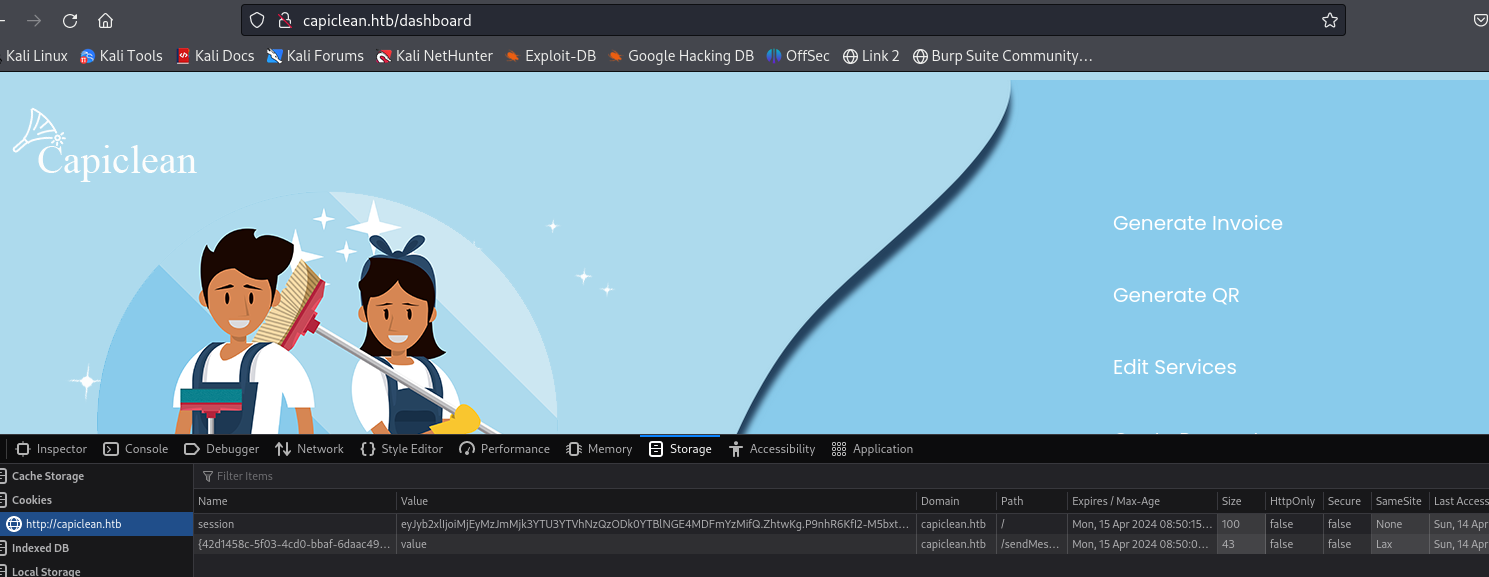 capiclean.htb/dashboard
Kali Linux Kali Tools Kali Docs Kali Forums Kali NetHunter Exploit-DB Google Hacking DB OffSec Link 2 Burp Suite Community…
Capiclean
Generate Invoice
Generate QR
Edit Services
Inspector Console Debugger Network Style Editor Performance Memory Storage Accessibility Application
Cache Storage
Filter Items
Cookies
Name Value Domain Path Expires / Max-Age Size HttpOnly Secure SameSite Last Access
http://capiclean.htb
session capiclean.htb / Mon, 15 Apr 2024 08:50:15… 100 false false None Sun, 14 Apr
Indexed DB
{42d1458c-5f03-4cd0-bbaf-6daac49… value capiclean.htb /sendMes… Mon, 15 Apr 2024 08:50:0… 43 false false Lax Sun, 14 Apr
Local Storage